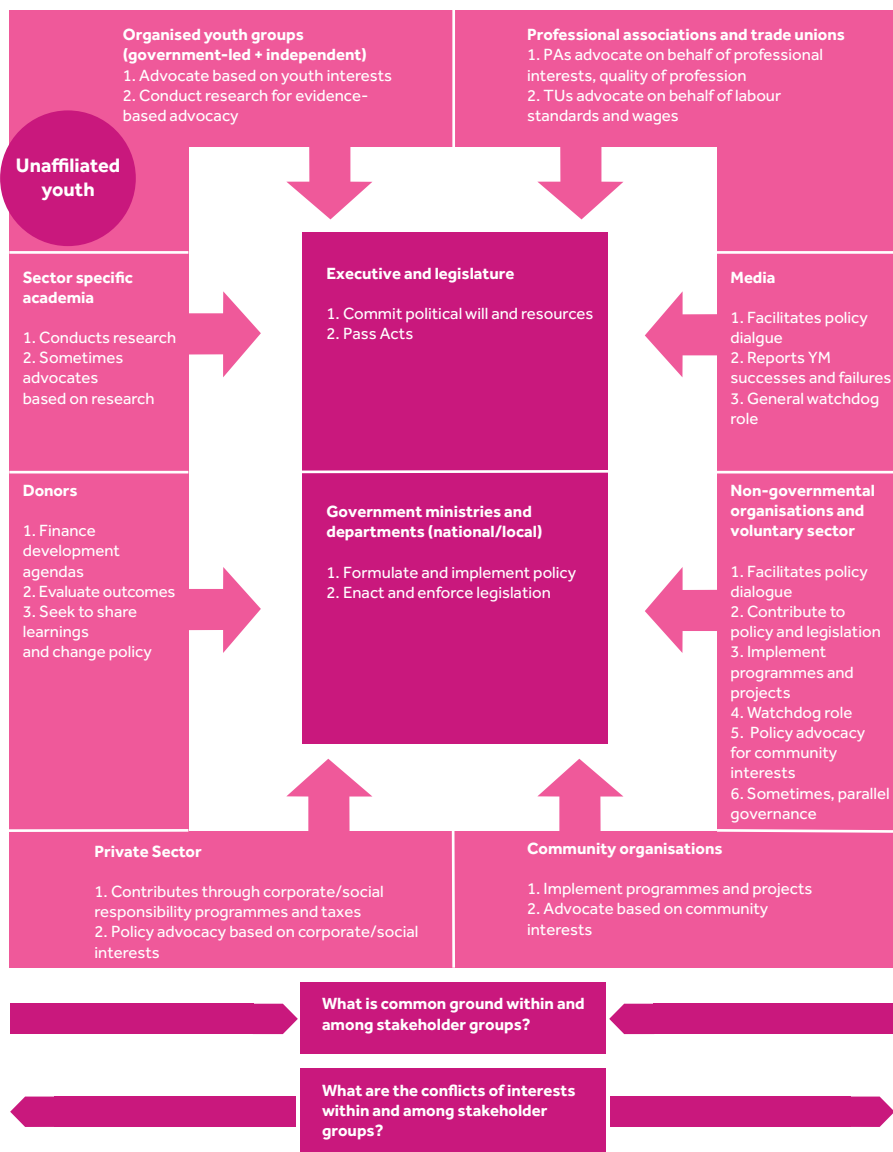 Organised youth groups
(government-led + independent)
1. Advocate based on youth interests
2. Conduct research for evidence-
based advocacy
Professional associations and trade unions
1. PAs advocate on behalf of professional
interests, quality of profession
2. TUs advocate on behalf of labour
standards and wages
Unaffiliated
youth
Sector specific
academia
1. Conducts research
2. Sometimes
advocates
based on research
Executive and legislature
1. Commit political will and resources
2. Pass Acts
Media
1. Facilitates policy
dialgue
2. Reports YM
successes and failures
3. General watchdog
role
Donors
1. Finance
development
agendas
2. Evaluate outcomes
3. Seek to share
learnings
and change policy
Government ministries and
departments (national/local)
1. Formulate and implement policy
2. Enact and enforce legislation
Non-governmental
organisations and
voluntary sector
1. Facilitates policy
dialogue
2. Contribute to
policy and legislation
3. Implement
programmes and
projects
4. Watchdog role
5. Policy advocacy
for community
interests
6. Sometimes, parallel
governance
Private Sector
1. Contributes through corporate/social
responsibility programmes and taxes
2. Policy advocacy based on corporate/social
interests
Community organisations
1. Implement programmes and projects
2. Advocate based on community
interests
What is common ground within and
among stakeholder groups?
What are the conflicts of interests
within and among stakeholder
groups?